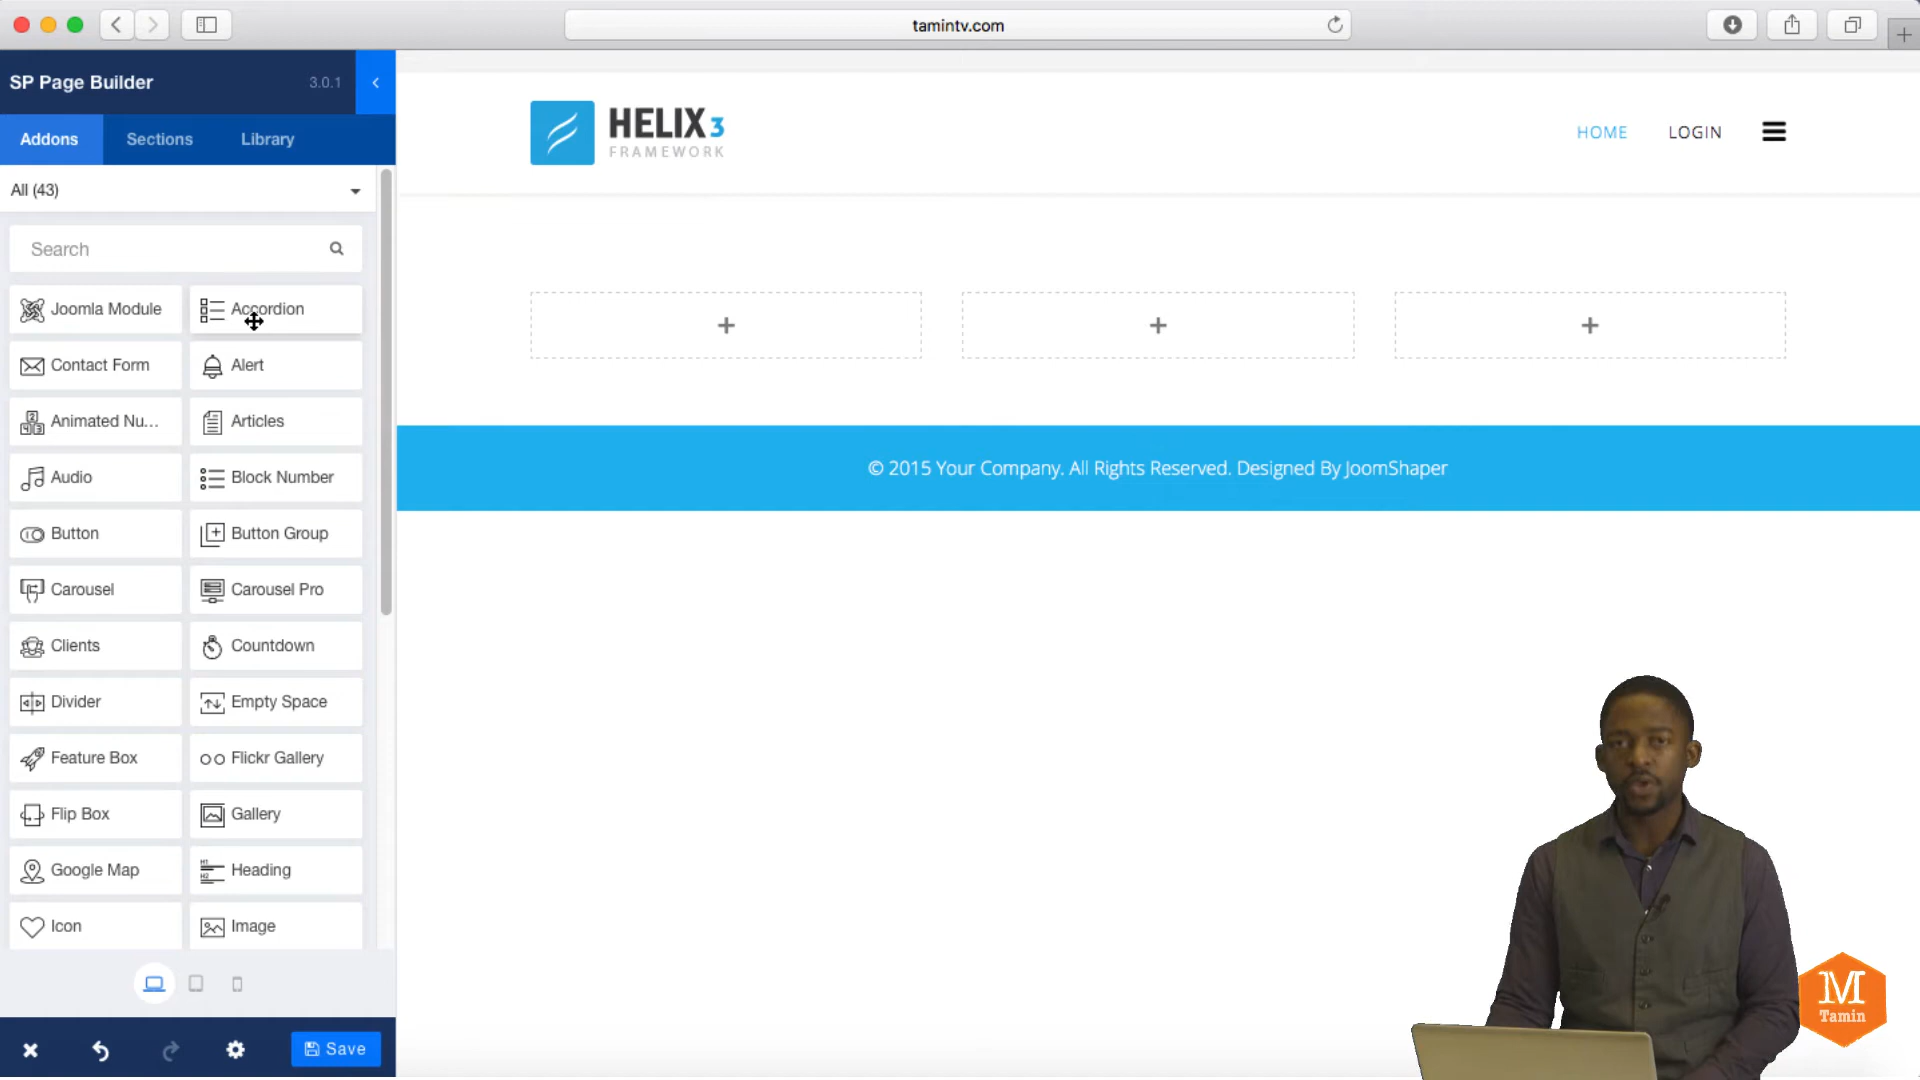 tamintv.com
SP Page Builder
3.0.1
Addons
Sections
Library
All (43)
Search
Joomla Module
Accordion
Contact Form
Alert
Animated Nu...
Articles
Audio
Block Number
Button
Button Group
Carousel
Carousel Pro
Clients
Countdown
Divider
Empty Space
Feature Box
Flickr Gallery
Flip Box
Gallery
Google Map
Heading
Icon
Image
Save
HELIX 3
FRAMEWORK
HOME
LOGIN
© 2015 Your Company. All Rights Reserved. Designed By JoomShaper
M
Tamin